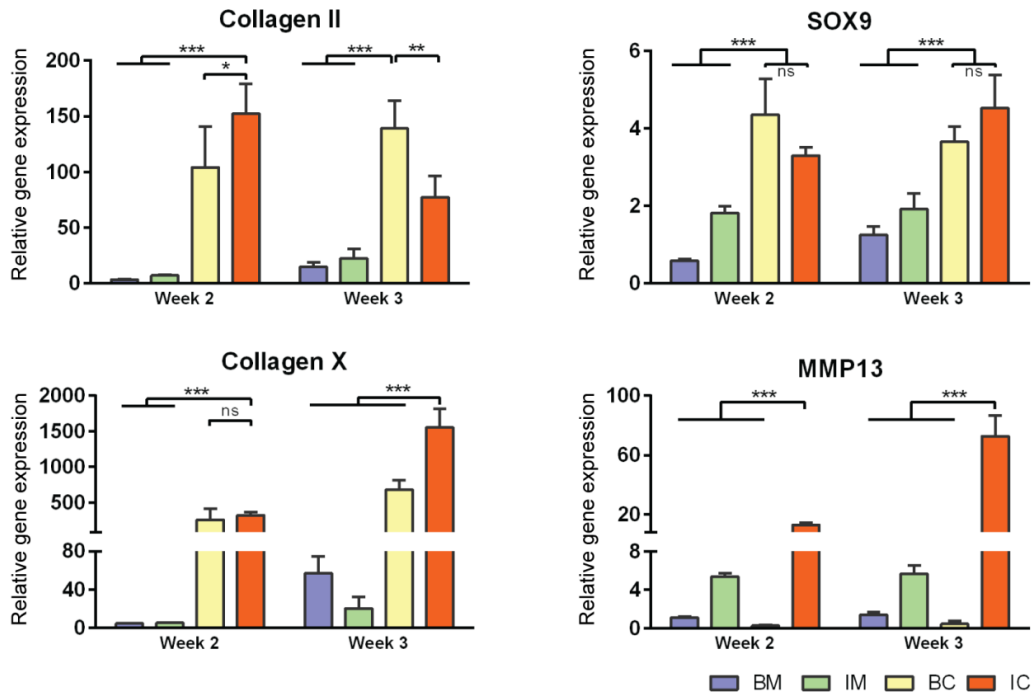 Collagen II
Relative gene expression
200
150
100
50
0
***
*
***
**
Week 2
Week 3
SOX9
Relative gene expression
6
4
2
0
***
ns
***
ns
Week 2
Week 3
Collagen X
Relative gene expression
2000
1500
1000
500
80
40
0
***
ns
***
Week 2
Week 3
MMP13
Relative gene expression
100
60
20
8
4
0
***
***
Week 2
Week 3
BM IM BC IC